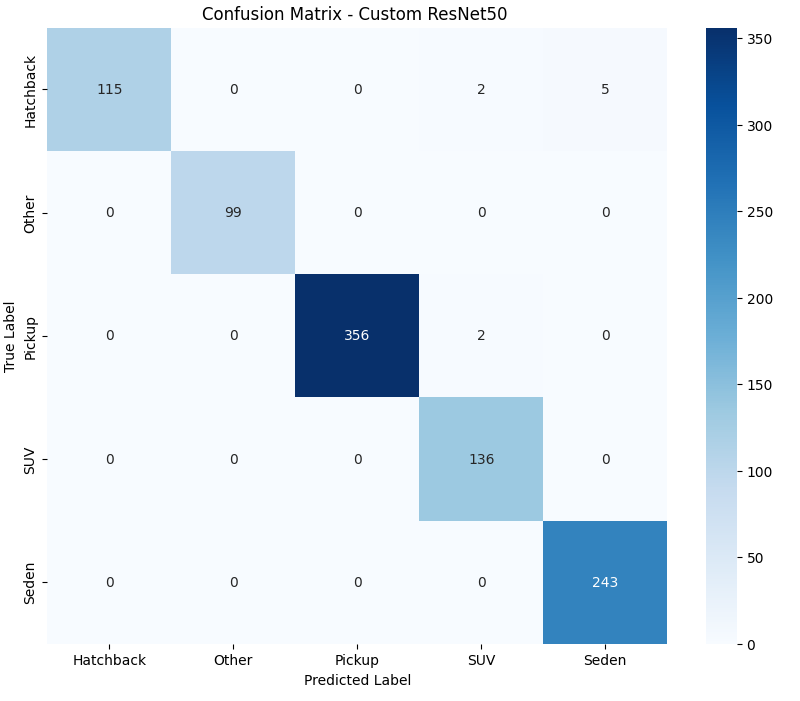 Confusion Matrix - Custom ResNet50
True Label
Hatchback 115 0 0 2 5
Other 0 99 0 0 0
Pickup 0 0 356 2 0
SUV 0 0 0 136 0
Seden 0 0 0 0 243
Hatchback Other Pickup SUV Seden
Predicted Label
350
300
250
200
150
100
50
0